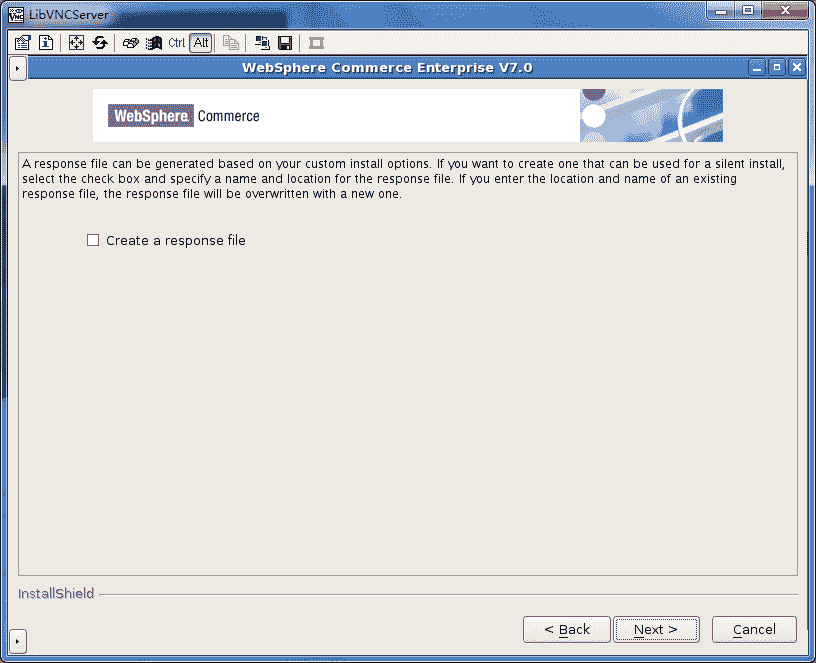 LibVNCServer
Ctrl Alt
WebSphere Commerce Enterprise V7.0
WebSphere. Commerce
A response file can be generated based on your custom install options. If you want to create one that can be used for a silent install,
select the check box and specify a name and location for the response file. If you enter the location and name of an existing
response file, the response file will be overwritten with a new one.
Create a response file
InstallShield
< Back Next > Cancel